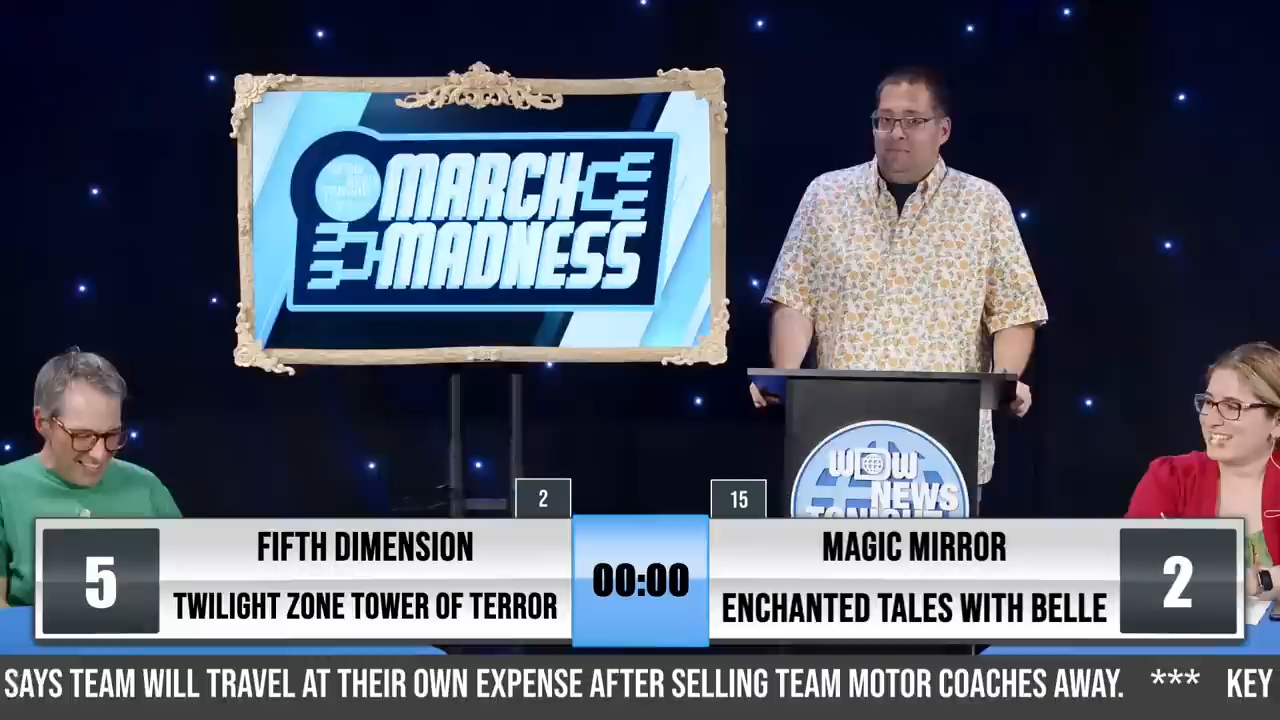 MARCH
MADNESS
WDW
NEWS
TONIGHT
2
15
5
FIFTH DIMENSION
TWILIGHT ZONE TOWER OF TERROR
00:00
MAGIC MIRROR
ENCHANTED TALES WITH BELLE
2
SAYS TEAM WILL TRAVEL AT THEIR OWN EXPENSE AFTER SELLING TEAM MOTOR COACHES AWAY. *** KEY